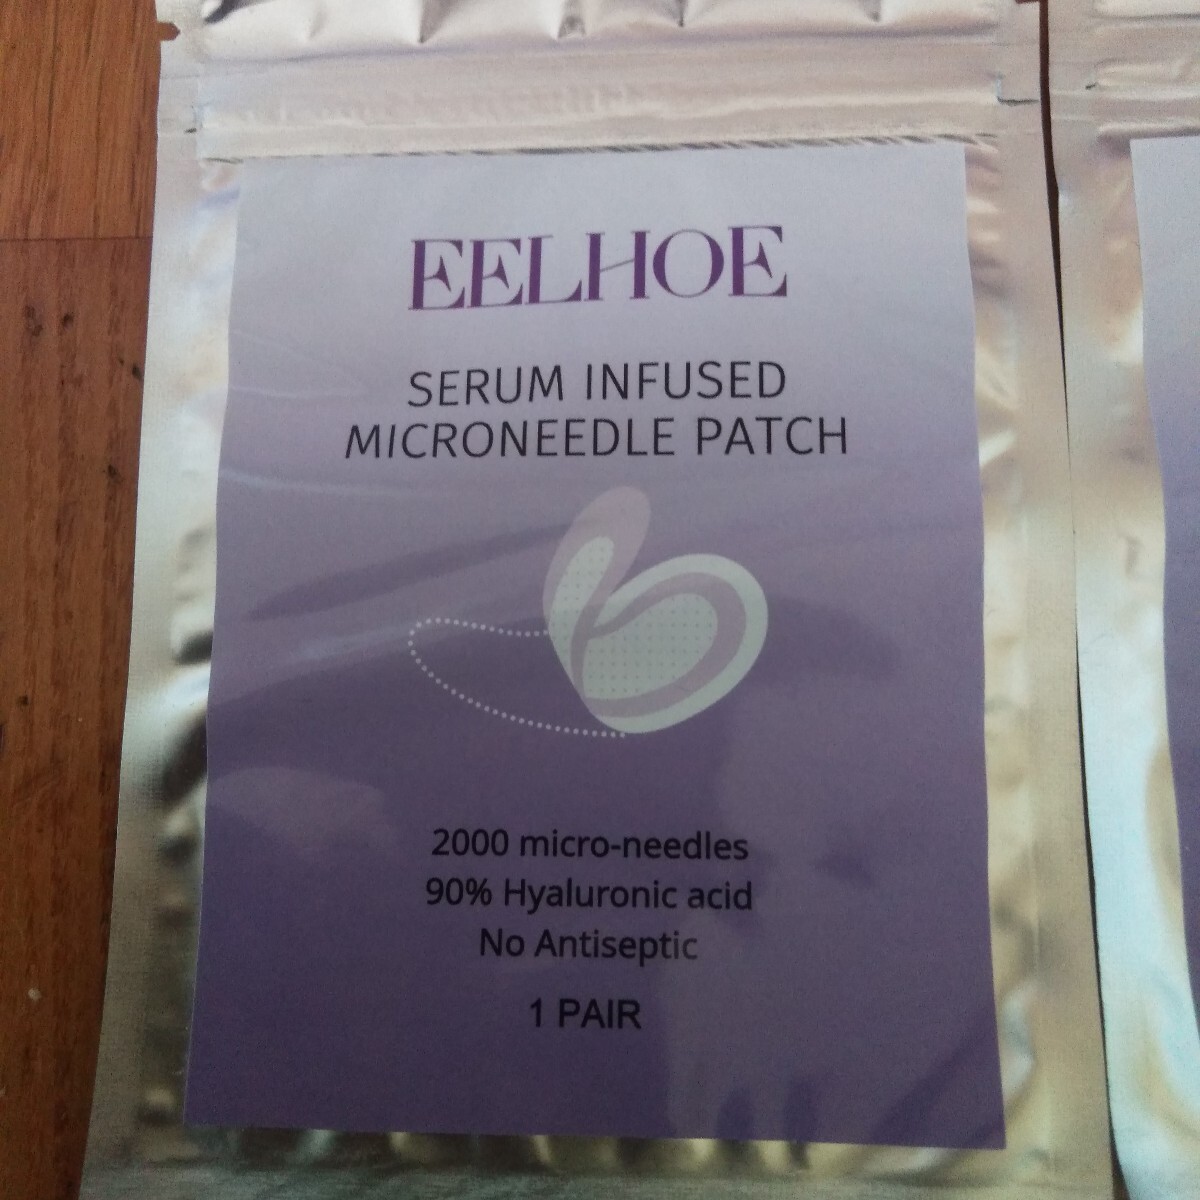 EELHOE
SERUM INFUSED
MICRONEEDLE PATCH
2000 micro-needles
90% Hyaluronic acid
No Antiseptic
1 PAIR